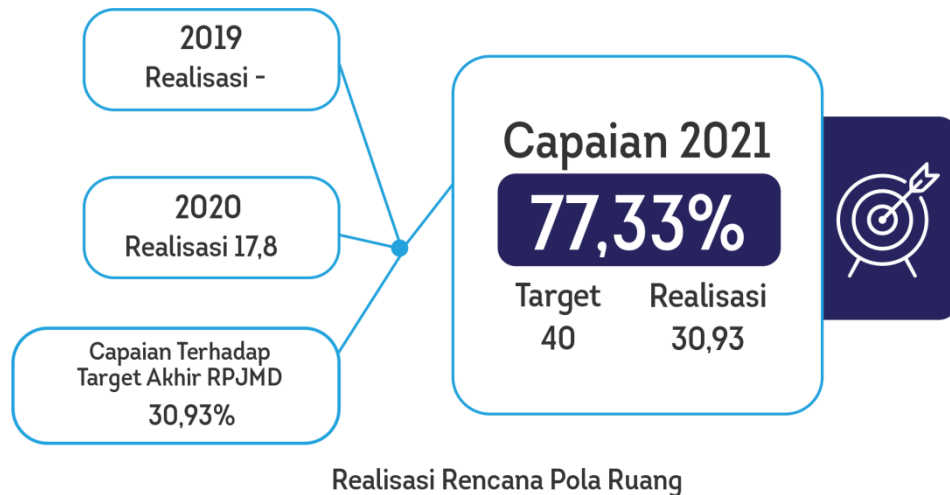 2019
Realisasi -
2020
Realisasi 17,8
Capaian Terhadap
Target Akhir RPJMD
30,93%
Capaian 2021
77,33%
Target
40
Realisasi
30,93
Realisasi Rencana Pola Ruang